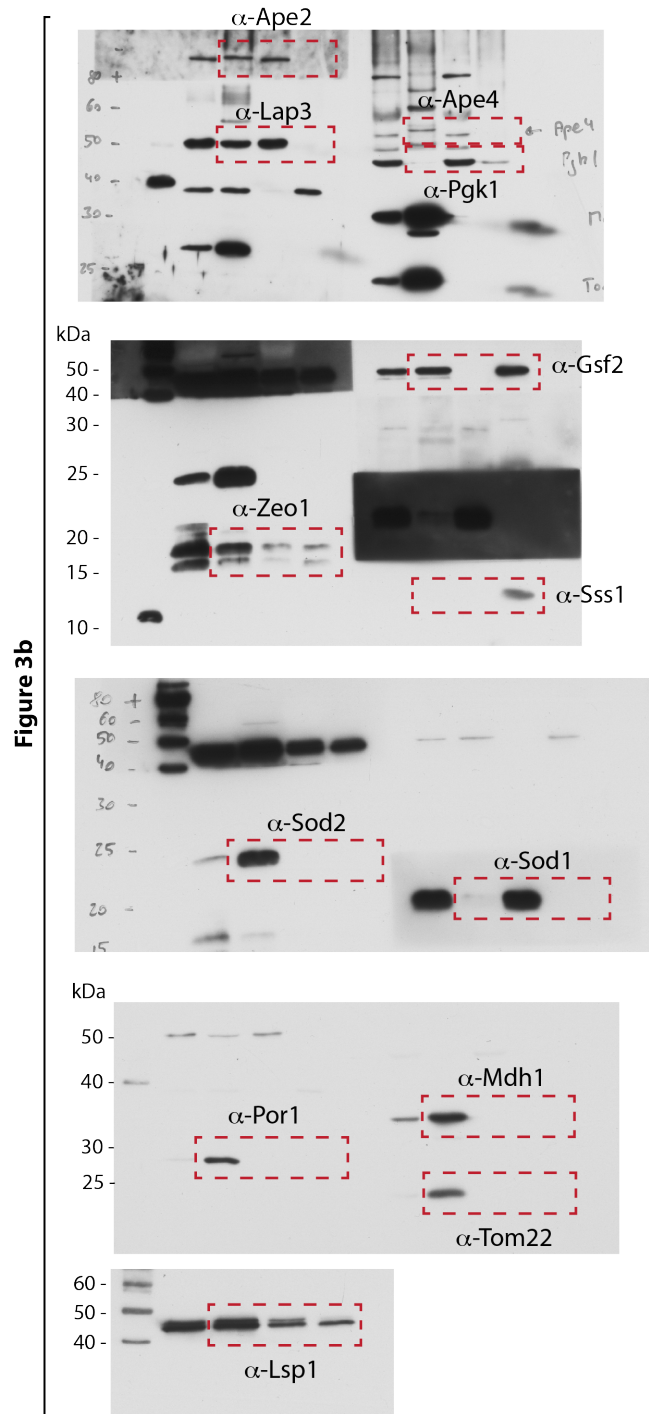 Figure 3b
α-Ape2
80 +
60 -
α-Lap3
50 -
40 -
30 -
25 -
α-Ape4
← Ape4
Pgk1
α-Pgk1
kDa
50 -
40 -
30 -
25 -
20 -
15 -
10 -
α-Gsf2
α-Zeo1
α-Sss1
80 +
60 -
50 -
40 -
30 -
25 -
20 -
15
α-Sod2
α-Sod1
kDa
50 -
40 -
30 -
25 -
α-Mdh1
α-Por1
α-Tom22
60 -
50 -
40 -
α-Lsp1